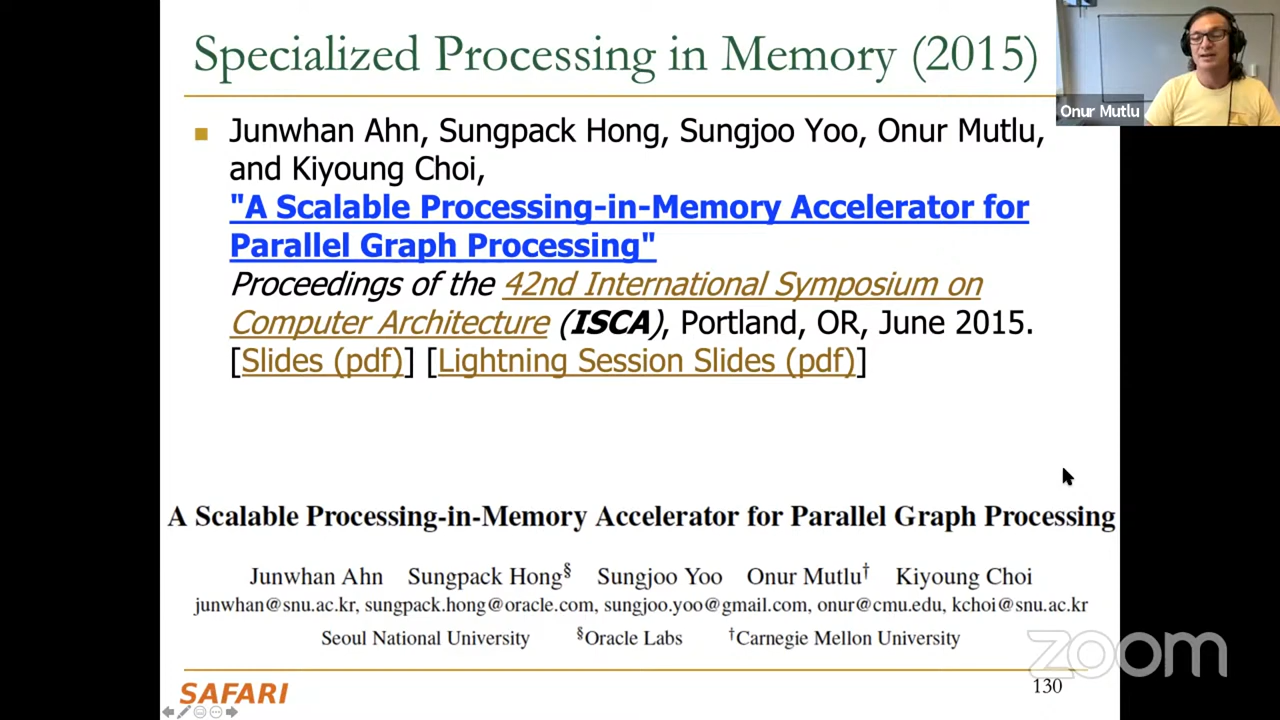 Specialized Processing in Memory (2015)
Onur Mutlu
Junwhan Ahn, Sungpack Hong, Sungjoo Yoo, Onur Mutlu,
and Kiyoung Choi,
"A Scalable Processing-in-Memory Accelerator for
Parallel Graph Processing"
Proceedings of the 42nd International Symposium on
Computer Architecture (ISCA), Portland, OR, June 2015.
[Slides (pdf)] [Lightning Session Slides (pdf)]
A Scalable Processing-in-Memory Accelerator for Parallel Graph Processing
Junwhan Ahn Sungpack Hong§ Sungjoo Yoo Onur Mutlu† Kiyoung Choi
junwhan@snu.ac.kr, sungpack.hong@oracle.com, sungjoo.yoo@gmail.com, onur@cmu.edu, kchoi@snu.ac.kr
Seoul National University §Oracle Labs †Carnegie Mellon University
zoom
SAFARI
130